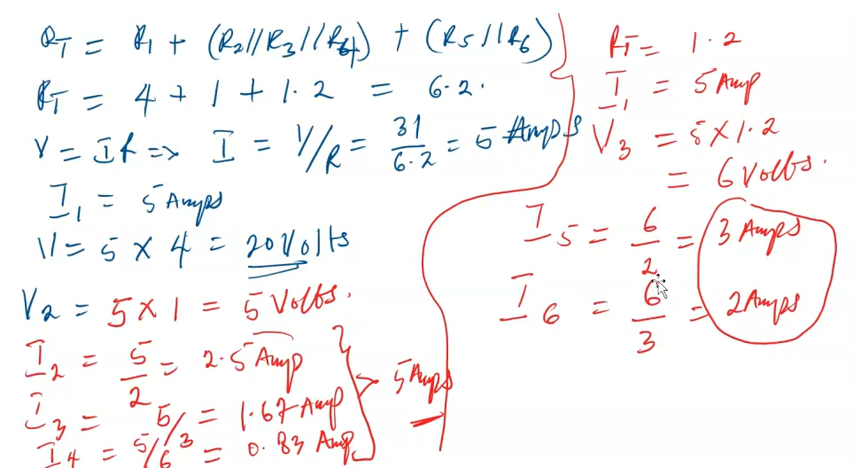 RT = R1 + (R2//R3//R4) + (R5//R6)
RT = 4 + 1 + 1.2 = 6.2.
V = IR => I = V/R = 31/6.2 = 5 Amps
I1 = 5 Amps
V = 5 × 4 = 20 Volts
V2 = 5 × 1 = 5 Volts.
I2 = 5/2 = 2.5 Amp
I3 = 5/3 = 1.67 Amp
I4 = 5/6 = 0.83 Amp
5 Amps
RT = 1.2
I1 = 5 Amp
V3 = 5 × 1.2
= 6 Volts.
I5 = 6/2 = 3 Amps
I6 = 6/3 = 2 Amps